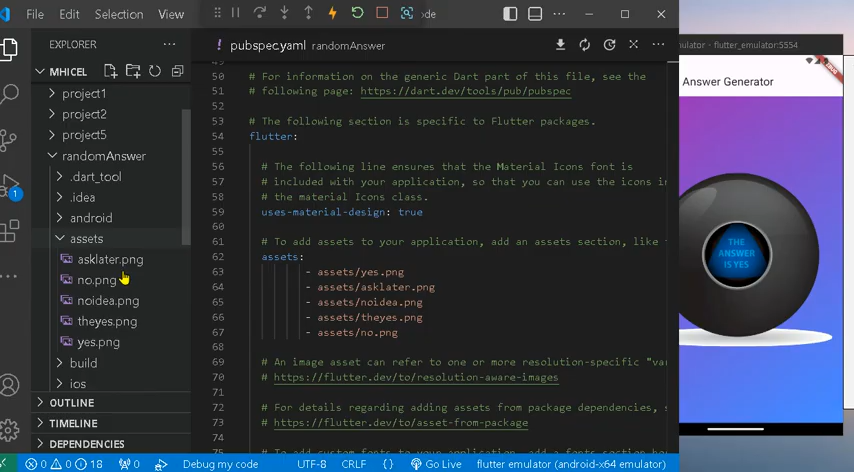 File Edit Selection View
EXPLORER
MHICEL
project1
project2
project5
randomAnswer
.dart_tool
.idea
android
assets
asklater.png
no.png
noidea.png
theyes.png
yes.png
build
ios
OUTLINE
TIMELINE
DEPENDENCIES
! pubspec.yaml randomAnswer
50 # For information on the generic Dart part of this file, see the
51 # following page: https://dart.dev/tools/pub/pubspec
52
53 # The following section is specific to Flutter packages.
54 flutter:
55
56 # The following line ensures that the Material Icons font is
57 # included with your application, so that you can use the icons in
58 # the material Icons class.
59 uses-material-design: true
60
61 # To add assets to your application, add an assets section, like
62 assets:
63 - assets/yes.png
64 - assets/asklater.png
65 - assets/noidea.png
66 - assets/theyes.png
67 - assets/no.png
68
69 # An image asset can refer to one or more resolution-specific "var
70 # https://flutter.dev/to/resolution-aware-images
71
72 # For details regarding adding assets from package dependencies, s
73 # https://flutter.dev/to/asset-from-package
74
emulator - flutter_emulator:5554
Answer Generator
THE
ANSWER
IS YES
1
0 0 18 0 Debug my code UTF-8 CRLF {} Go Live flutter emulator (android-x64 emulator)